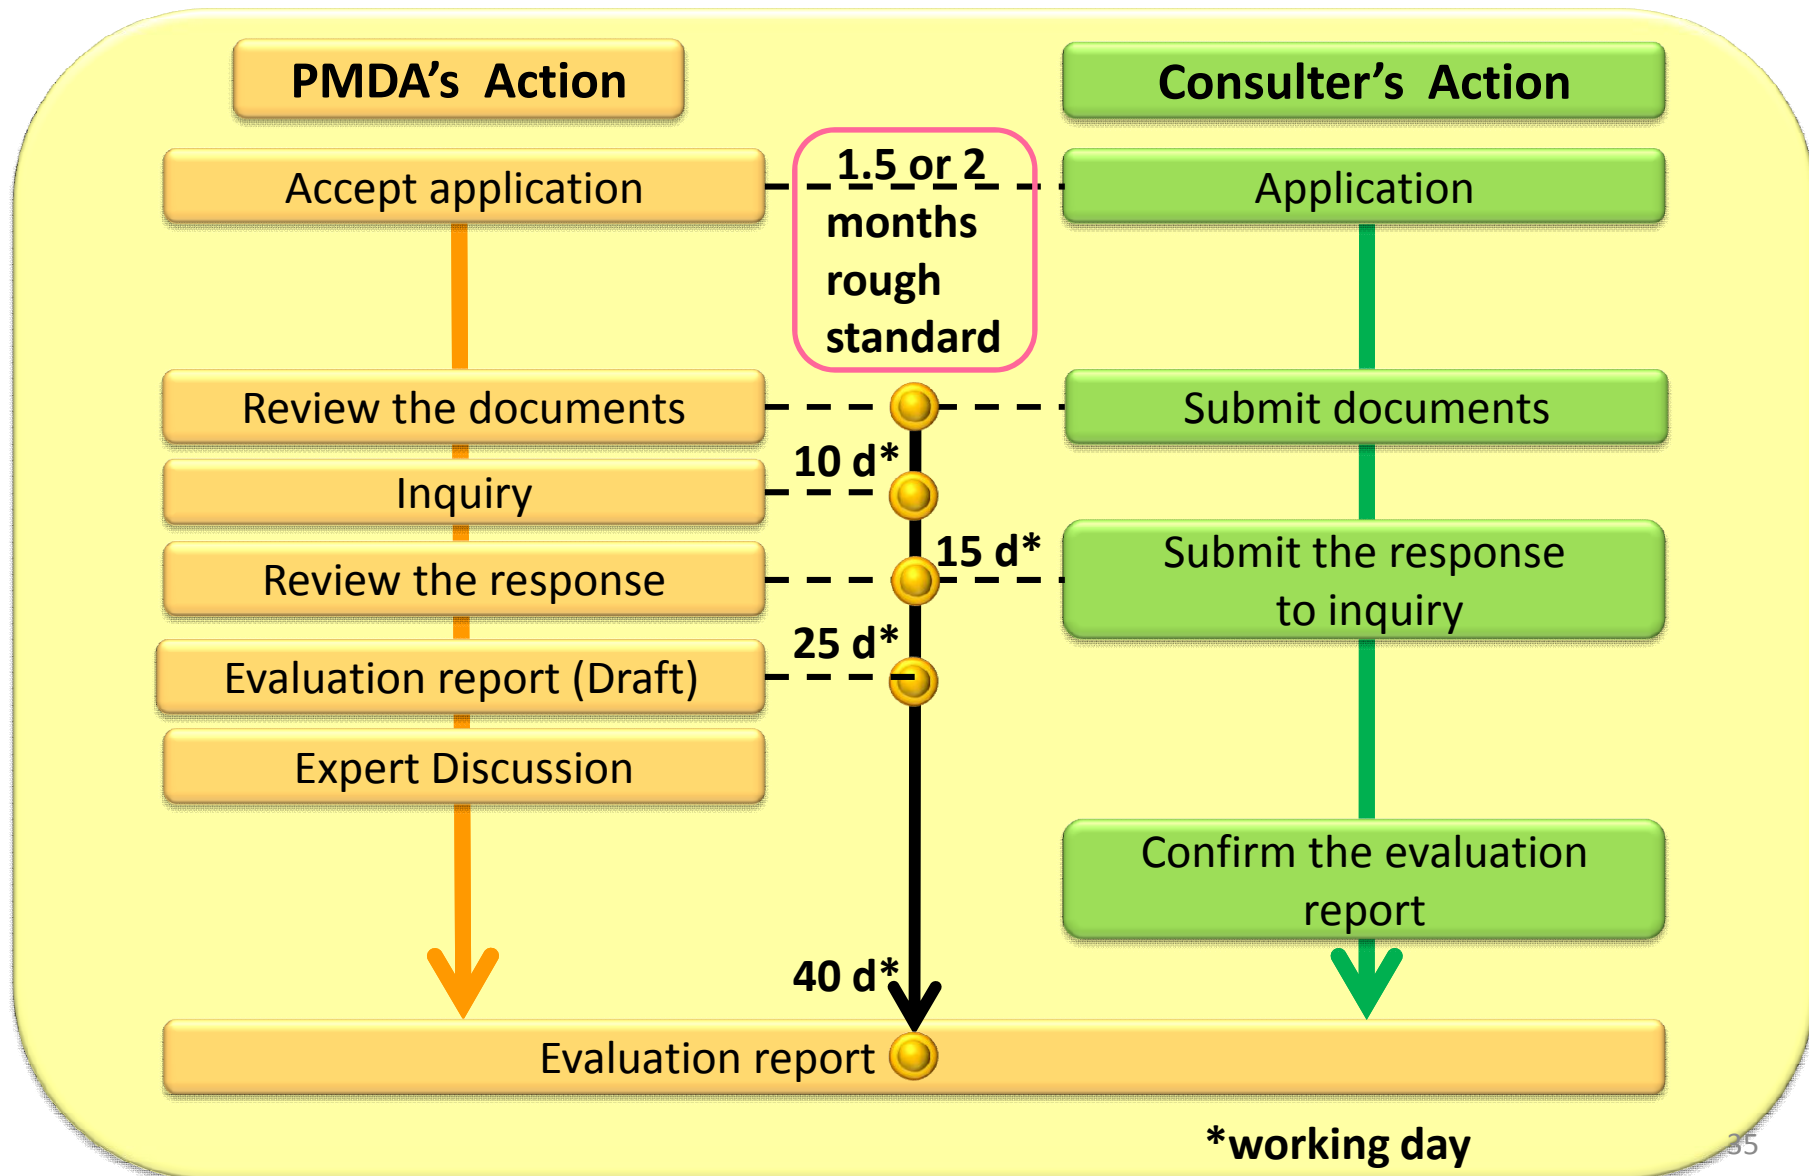 PMDA’s Action
Consulter’s Action
Accept application
1.5 or 2
months
rough
standard
Application
Review the documents
Submit documents
10 d*
Inquiry
15 d*
Submit the response
to inquiry
Review the response
25 d*
Evaluation report (Draft)
Expert Discussion
Confirm the evaluation
report
40 d*
Evaluation report
*working day
35